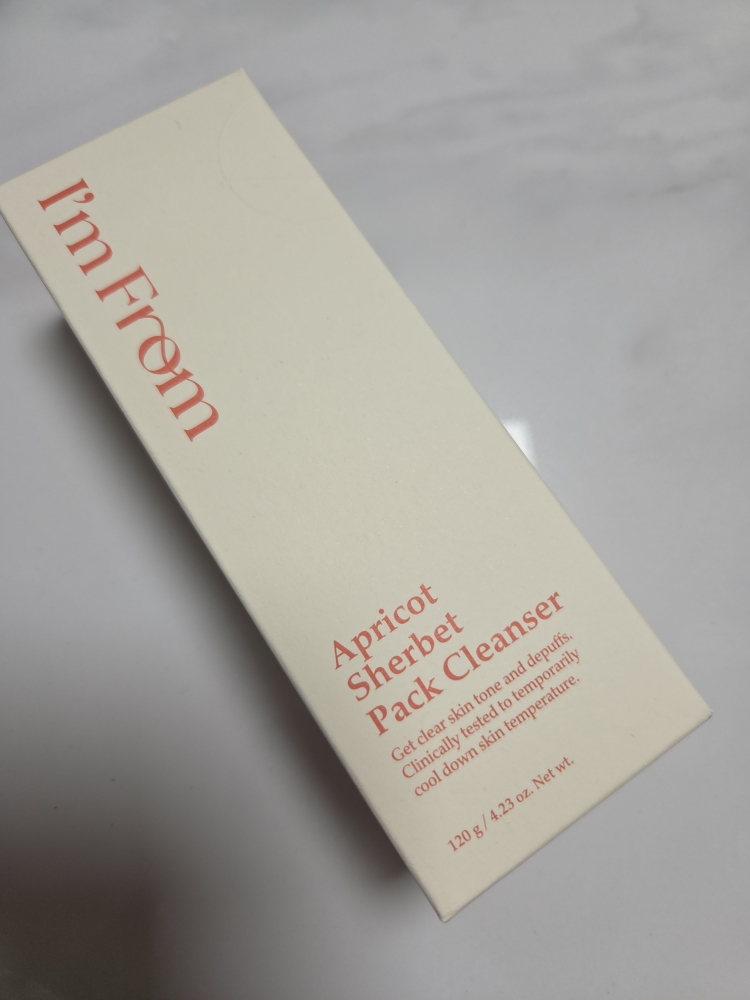 I'm From
Apricot
Sherbet
Pack Cleanser
Get clear skin tone and depuffs.
Clinically tested to temporarily
cool down skin temperature.
120 g / 4.23 oz. Net wt.